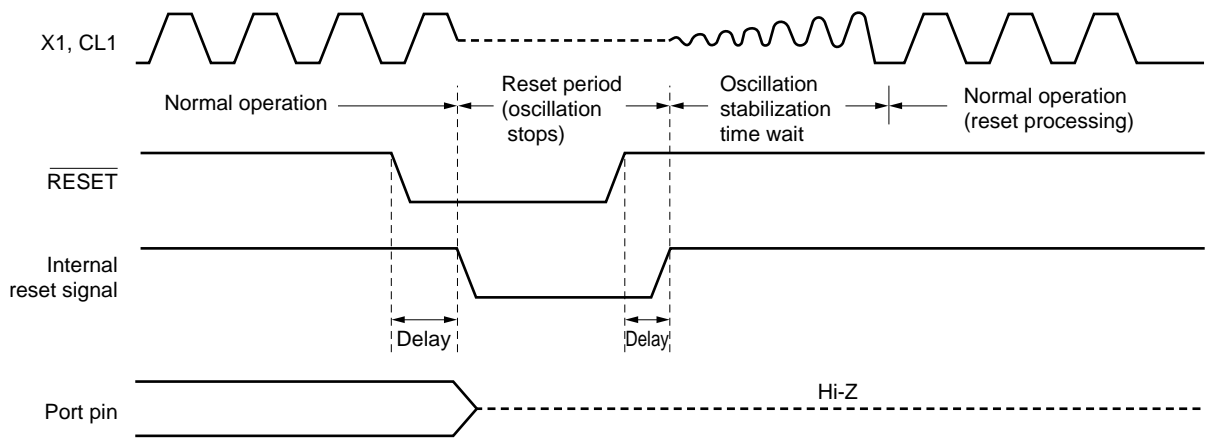 X1, CL1
Normal operation
Reset period
(oscillation
stops)
Oscillation
stabilization
time wait
Normal operation
(reset processing)
RESET
Internal
reset signal
Delay
Delay
Port pin
Hi-Z